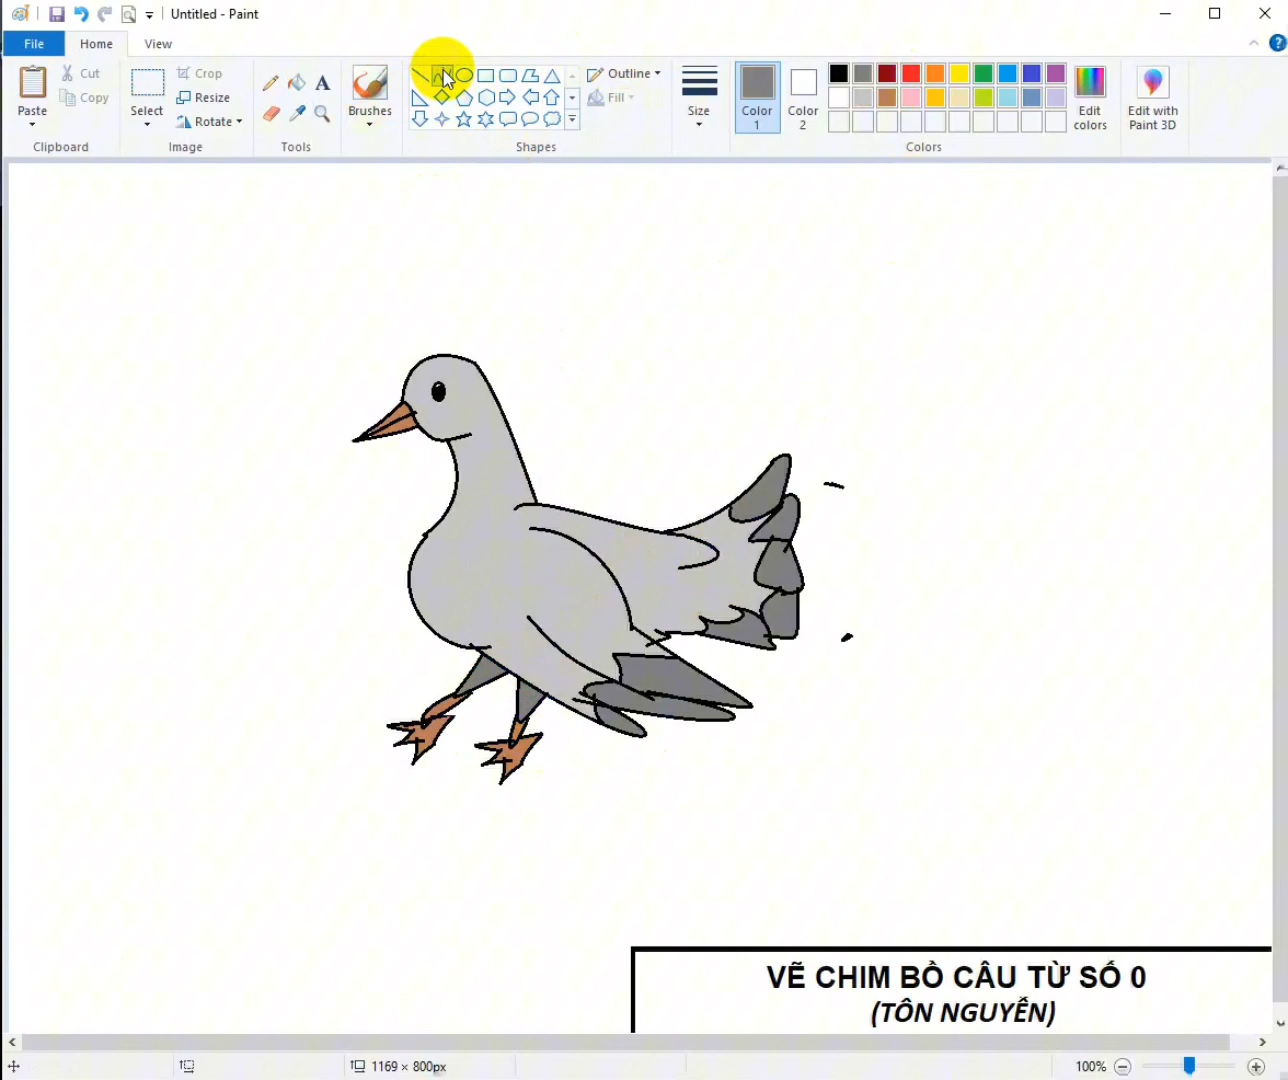 Untitled - Paint
File Home View
Paste
Cut
Copy
Clipboard
Select
Crop
Resize
Rotate
Image
A
Tools
Brushes
Outline
Fill
Shapes
Size
Color 1
Color 2
Edit colors
Colors
Edit with Paint 3D
VẼ CHIM BỒ CÂU TỪ SỐ 0
(TÔN NGUYỄN)
1169 × 800px
100%